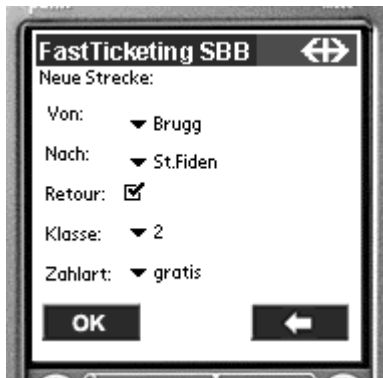 FastTicketing SBB
Neue Strecke:
Von: Brugg
Nach: St.Fiden
Retour:
Klasse: 2
Zahlart: gratis
OK